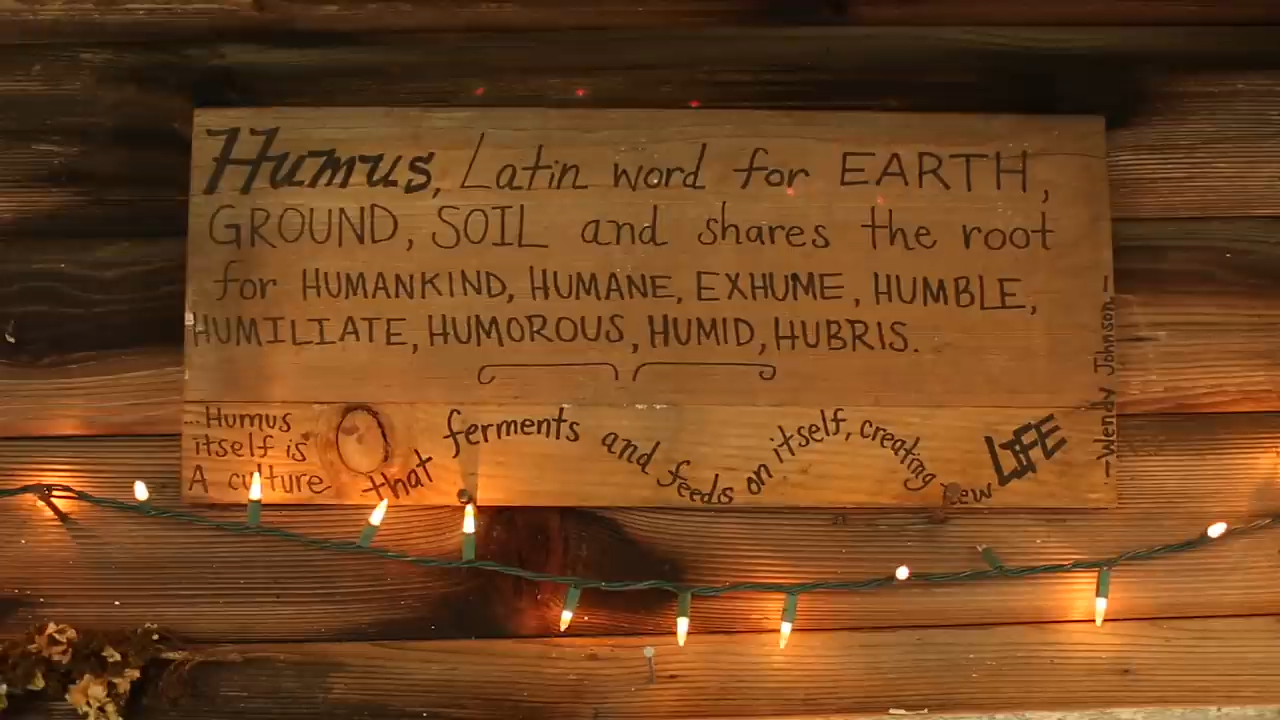 Humus, Latin word for EARTH,
GROUND, SOIL and shares the root
for HUMANKIND, HUMANE, EXHUME, HUMBLE,
HUMILIATE, HUMOROUS, HUMID, HUBRIS.
...Humus
itself is
A culture
that ferments and feeds on itself, creating new LIFE
-Wendy Johnson-